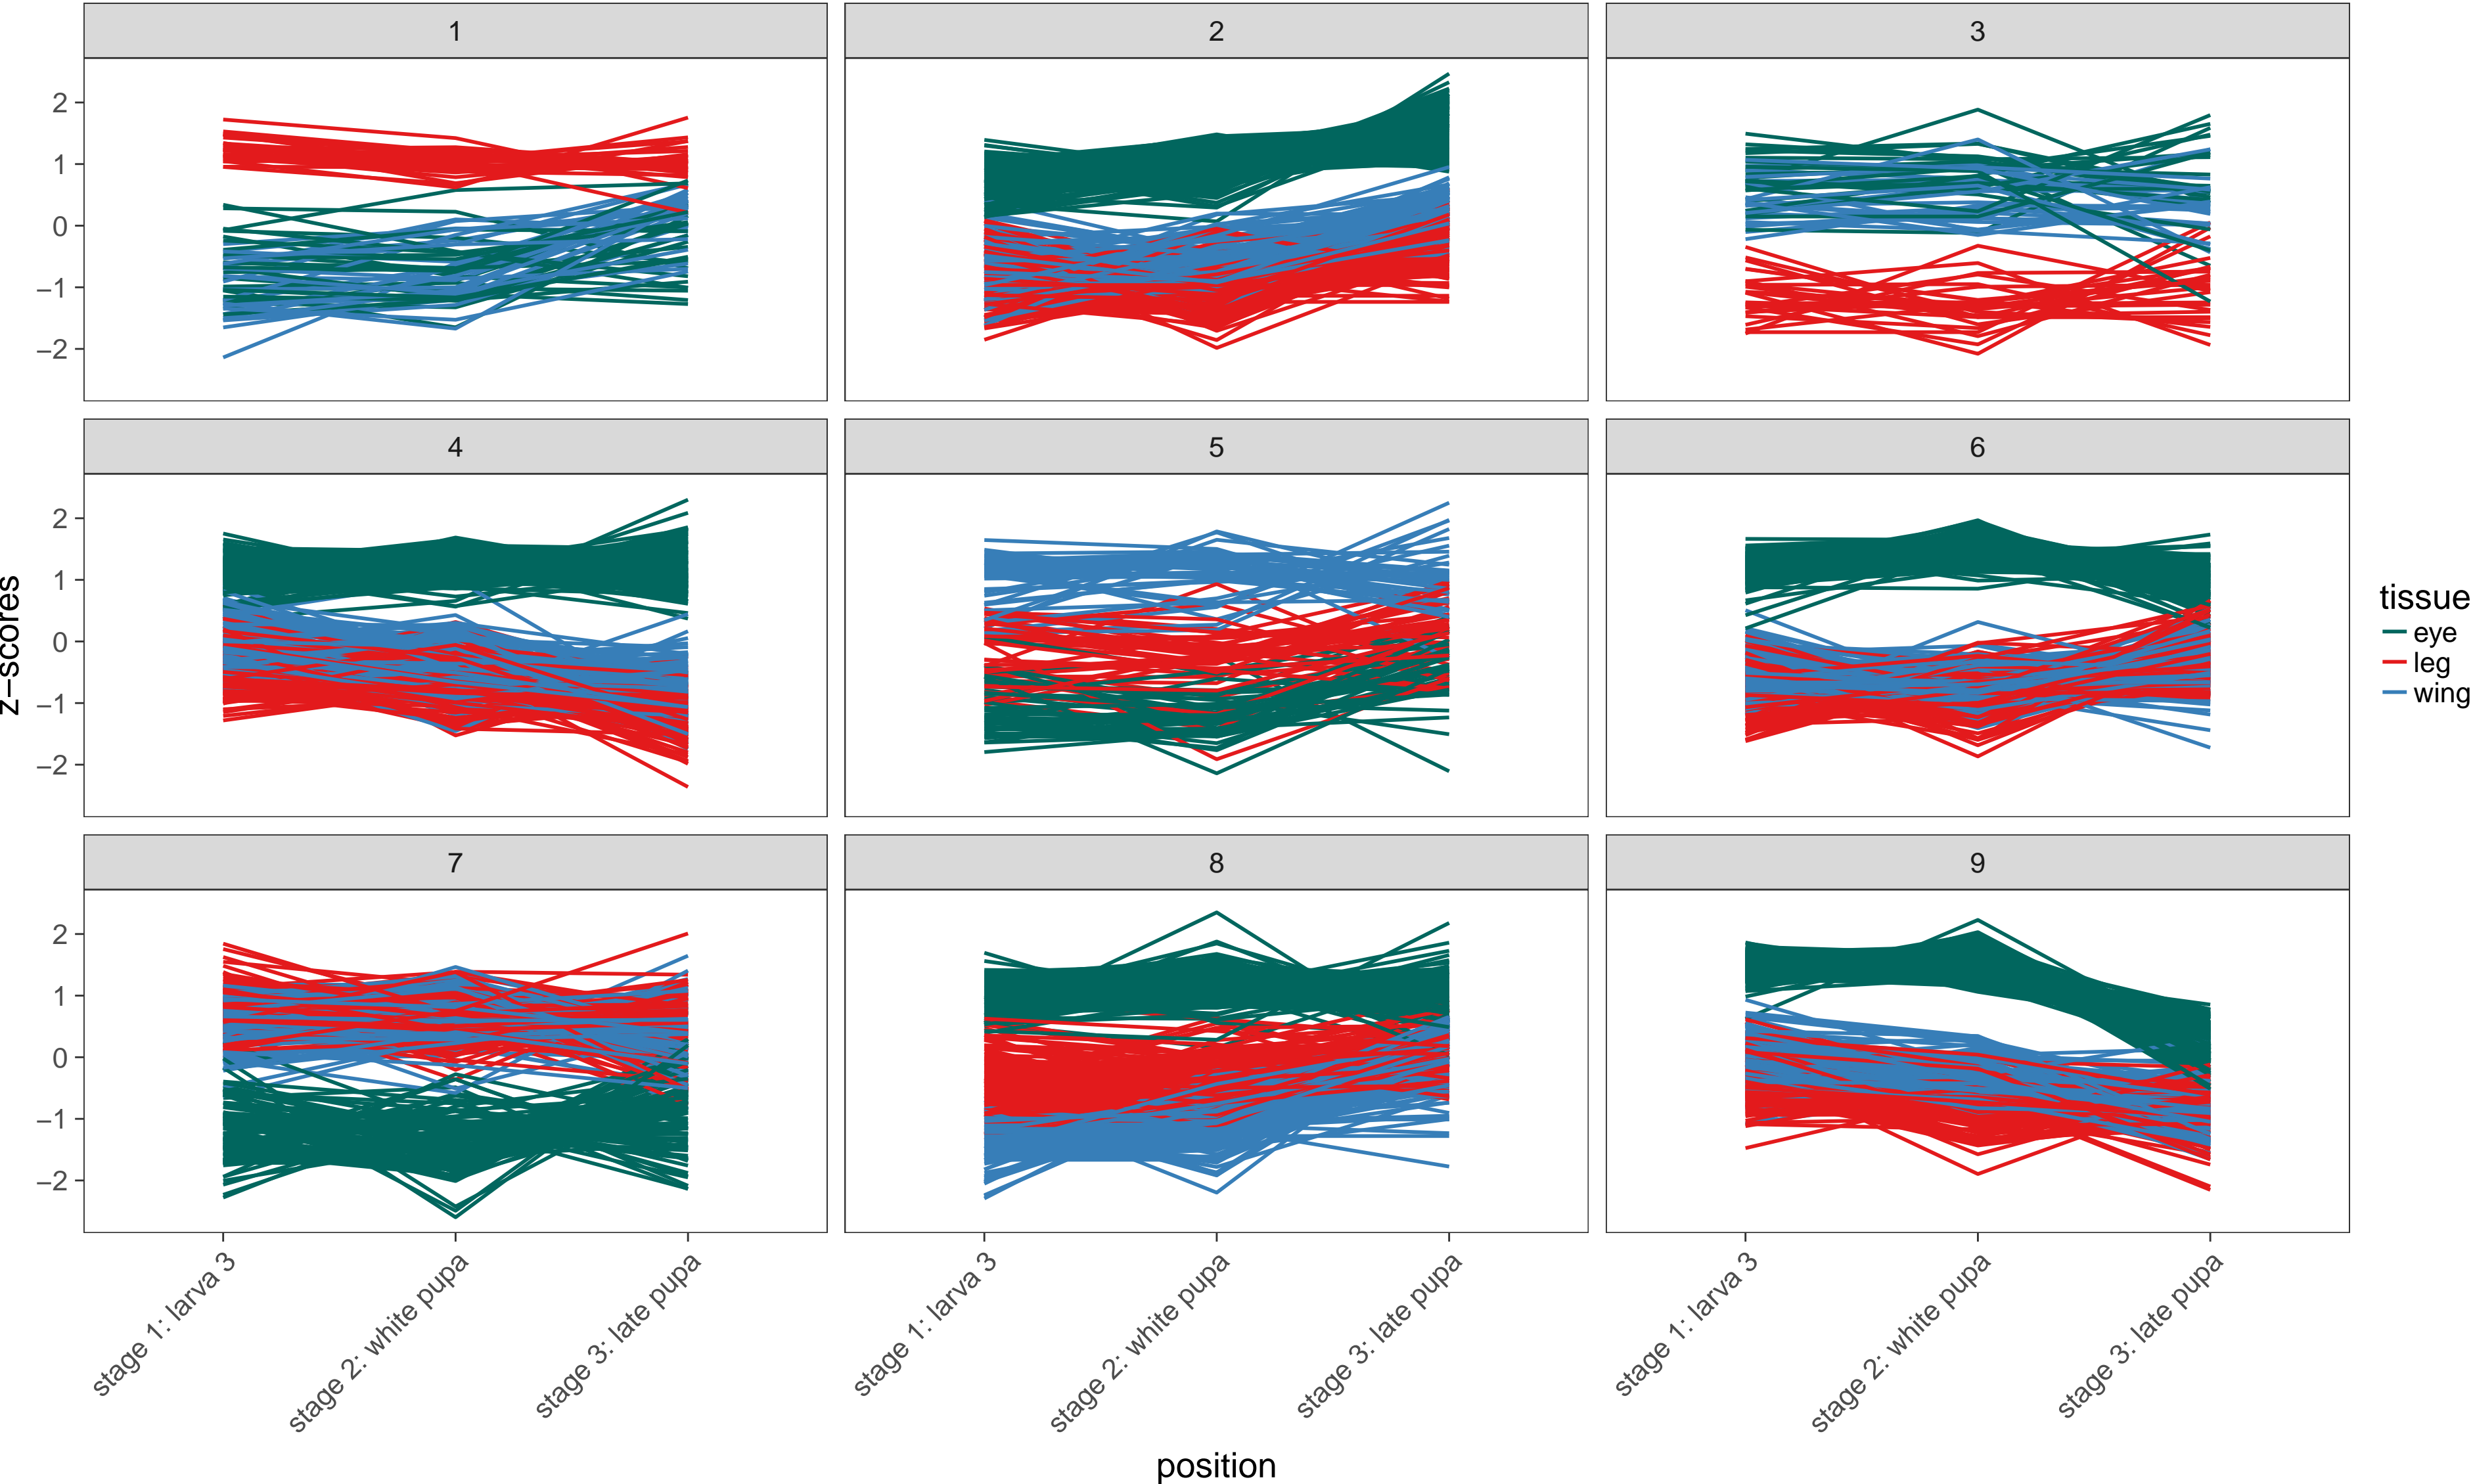 1
2
3
2
1
0
−1
−2
4
5
6
2
1
0
−1
−2
z−scores
tissue
eye
leg
wing
7
8
9
2
1
0
−1
−2
stage 1: larva 3
stage 2: white pupa
stage 3: late pupa
stage 1: larva 3
stage 2: white pupa
stage 3: late pupa
stage 1: larva 3
stage 2: white pupa
stage 3: late pupa
position